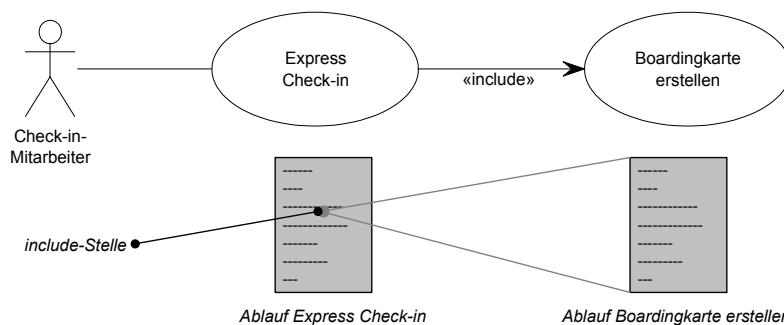 Express
Check-in
«include»
Boardingkarte
erstellen
Check-in-
Mitarbeiter
include-Stelle
Ablauf Express Check-in
Ablauf Boardingkarte erstellen